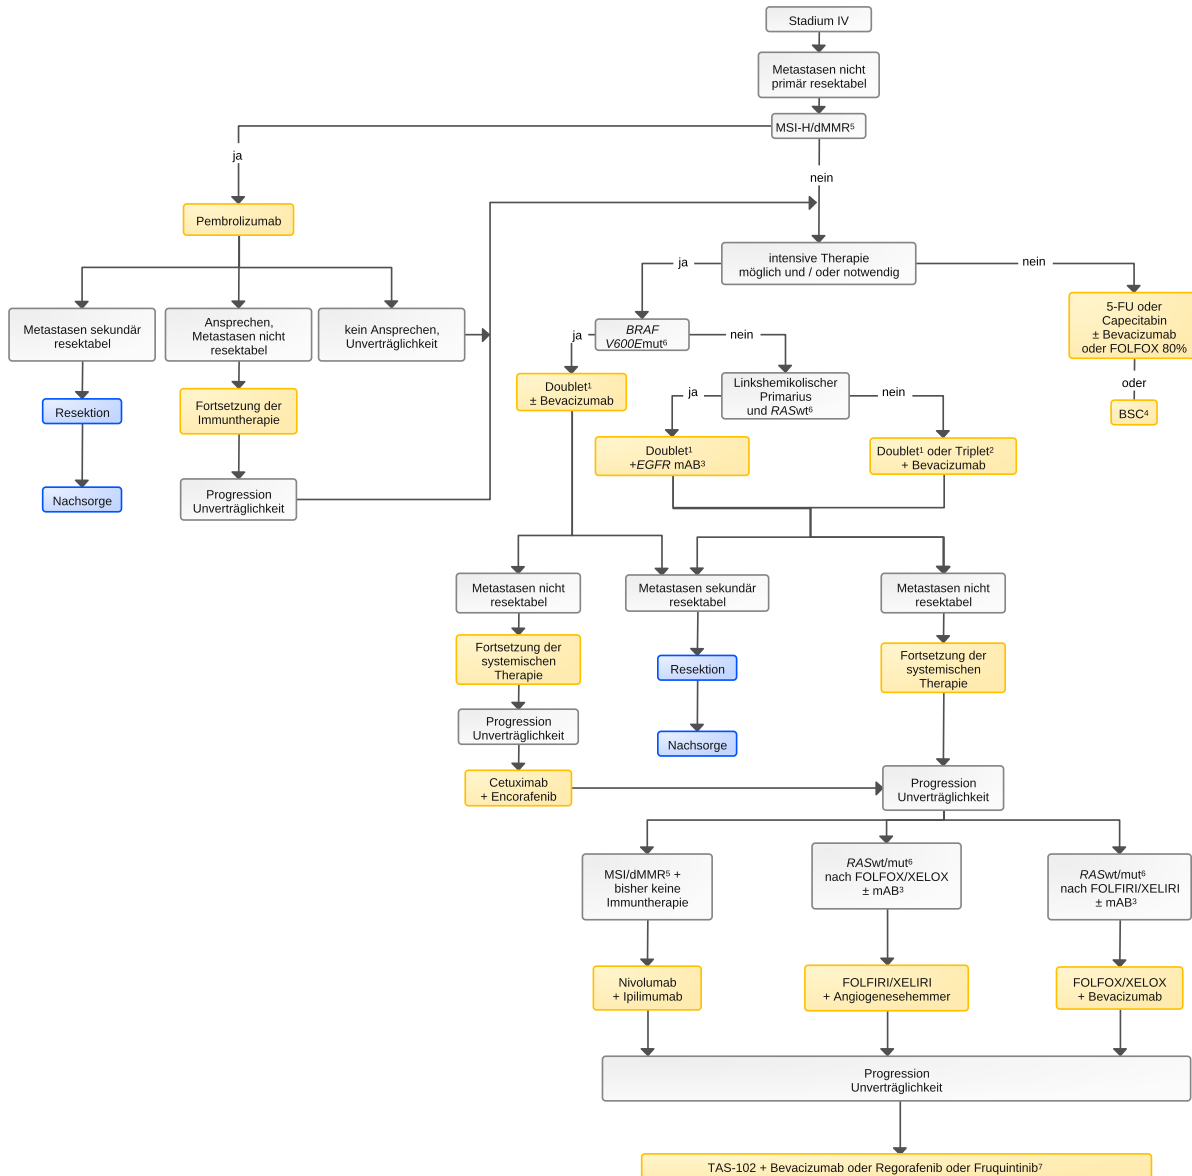 Stadium IV
Metastasen nicht
primär resektabel
MSI-H/dMMR⁵
ja
nein
Pembrolizumab
intensive Therapie
möglich und / oder notwendig
ja
nein
Metastasen sekundär
resektabel
Ansprechen,
Metastasen nicht
resektabel
kein Ansprechen,
Unverträglichkeit
5-FU oder
Capecitabin
± Bevacizumab
oder FOLFOX 80%
oder
BSC⁴
BRAF
V600Emut⁶
ja
nein
Resektion
Fortsetzung der
Immuntherapie
Doublet¹
± Bevacizumab
Linkshemikolischer
Primarius
und RASwt⁶
ja
nein
Doublet¹
+EGFR mAB³
Doublet¹ oder Triplet²
+ Bevacizumab
Nachsorge
Progression
Unverträglichkeit
Metastasen nicht
resektabel
Metastasen sekundär
resektabel
Metastasen nicht
resektabel
Fortsetzung der
systemischen
Therapie
Resektion
Fortsetzung der
systemischen
Therapie
Progression
Unverträglichkeit
Nachsorge
Cetuximab
+ Encorafenib
Progression
Unverträglichkeit
MSI/dMMR⁵ +
bisher keine
Immuntherapie
RASwt/mut⁶
nach FOLFOX/XELOX
± mAB³
RASwt/mut⁶
nach FOLFIRI/XELIRI
± mAB³
Nivolumab
+ Ipilimumab
FOLFIRI/XELIRI
+ Angiogenesehemmer
FOLFOX/XELOX
+ Bevacizumab
Progression
Unverträglichkeit
TAS-102 + Bevacizumab oder Regorafenib oder Fruquintinib⁷